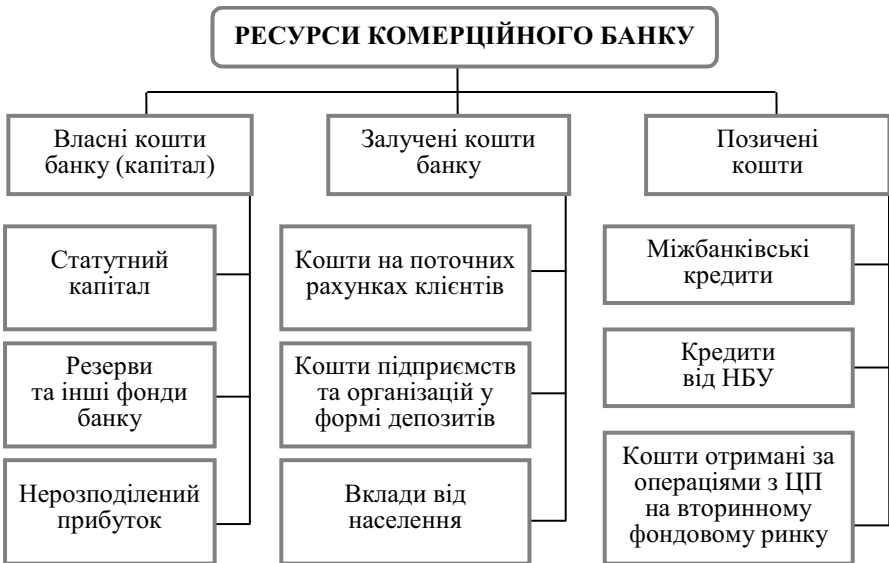 РЕСУРСИ КОМЕРЦІЙНОГО БАНКУ
Власні кошти
банку (капітал)
Статутний
капітал
Резерви
та інші фонди
банку
Нерозподілений
прибуток
Залучені кошти
банку
Кошти на поточних
рахунках клієнтів
Кошти підприємств
та організацій у
формі депозитів
Вклади від
населення
Позичені
кошти
Міжбанківські
кредити
Кредити
від НБУ
Кошти отримані за
операціями з ЦП
на вторинному
фондовому ринку